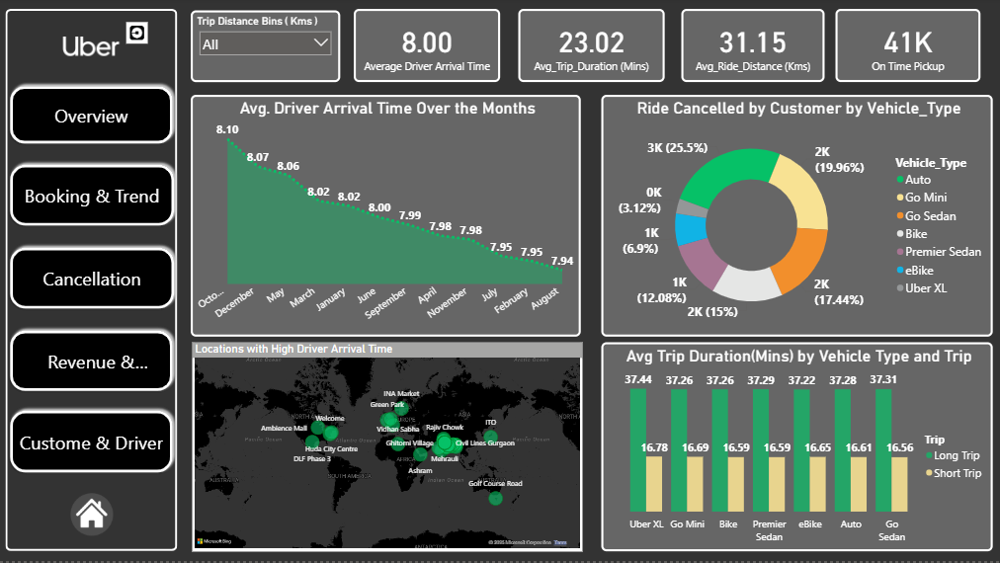 Uber
Overview
Booking & Trend
Cancellation
Revenue &...
Custome & Driver
Trip Distance Bins ( Kms )
All
8.00
Average Driver Arrival Time
23.02
Avg_Trip_Duration (Mins)
31.15
Avg_Ride_Distance (Kms)
41K
On Time Pickup
Avg. Driver Arrival Time Over the Months
8.10
8.07
8.06
8.02
8.02
8.00
7.99
7.98
7.98
7.95
7.95
7.94
Octo...
December
May
March
January
June
September
April
November
July
February
August
Ride Cancelled by Customer by Vehicle_Type
3K (25.5%)
2K
(19.96%)
2K
(17.44%)
2K (15%)
1K
(12.08%)
1K
(6.9%)
0K
(3.12%)
Vehicle_Type
Auto
Go Mini
Go Sedan
Bike
Premier Sedan
eBike
Uber XL
Locations with High Driver Arrival Time
Arctic Ocean
Arctic Ocean
INA Market
Green Park
Welcome
Ambience Mall
Vidhan Sabha
Rajiv Chowk
ITO
ASIA
Huda City Centre
Ghitorni Village
Civil Lines Gurgaon
DLF Phase 3
Mehrauli
Ashram
AFRICA
SOUTH AMERICA
AUSTRALIA
Golf Course Road
ANTARCTICA
Microsoft Bing
© 2025 Microsoft Corporation Terms
Avg Trip Duration(Mins) by Vehicle Type and Trip
37.44
37.26
37.26
37.29
37.22
37.28
37.31
16.78
16.69
16.59
16.59
16.65
16.61
16.56
Uber XL
Go Mini
Bike
Premier
Sedan
eBike
Auto
Go
Sedan
Trip
Long Trip
Short Trip